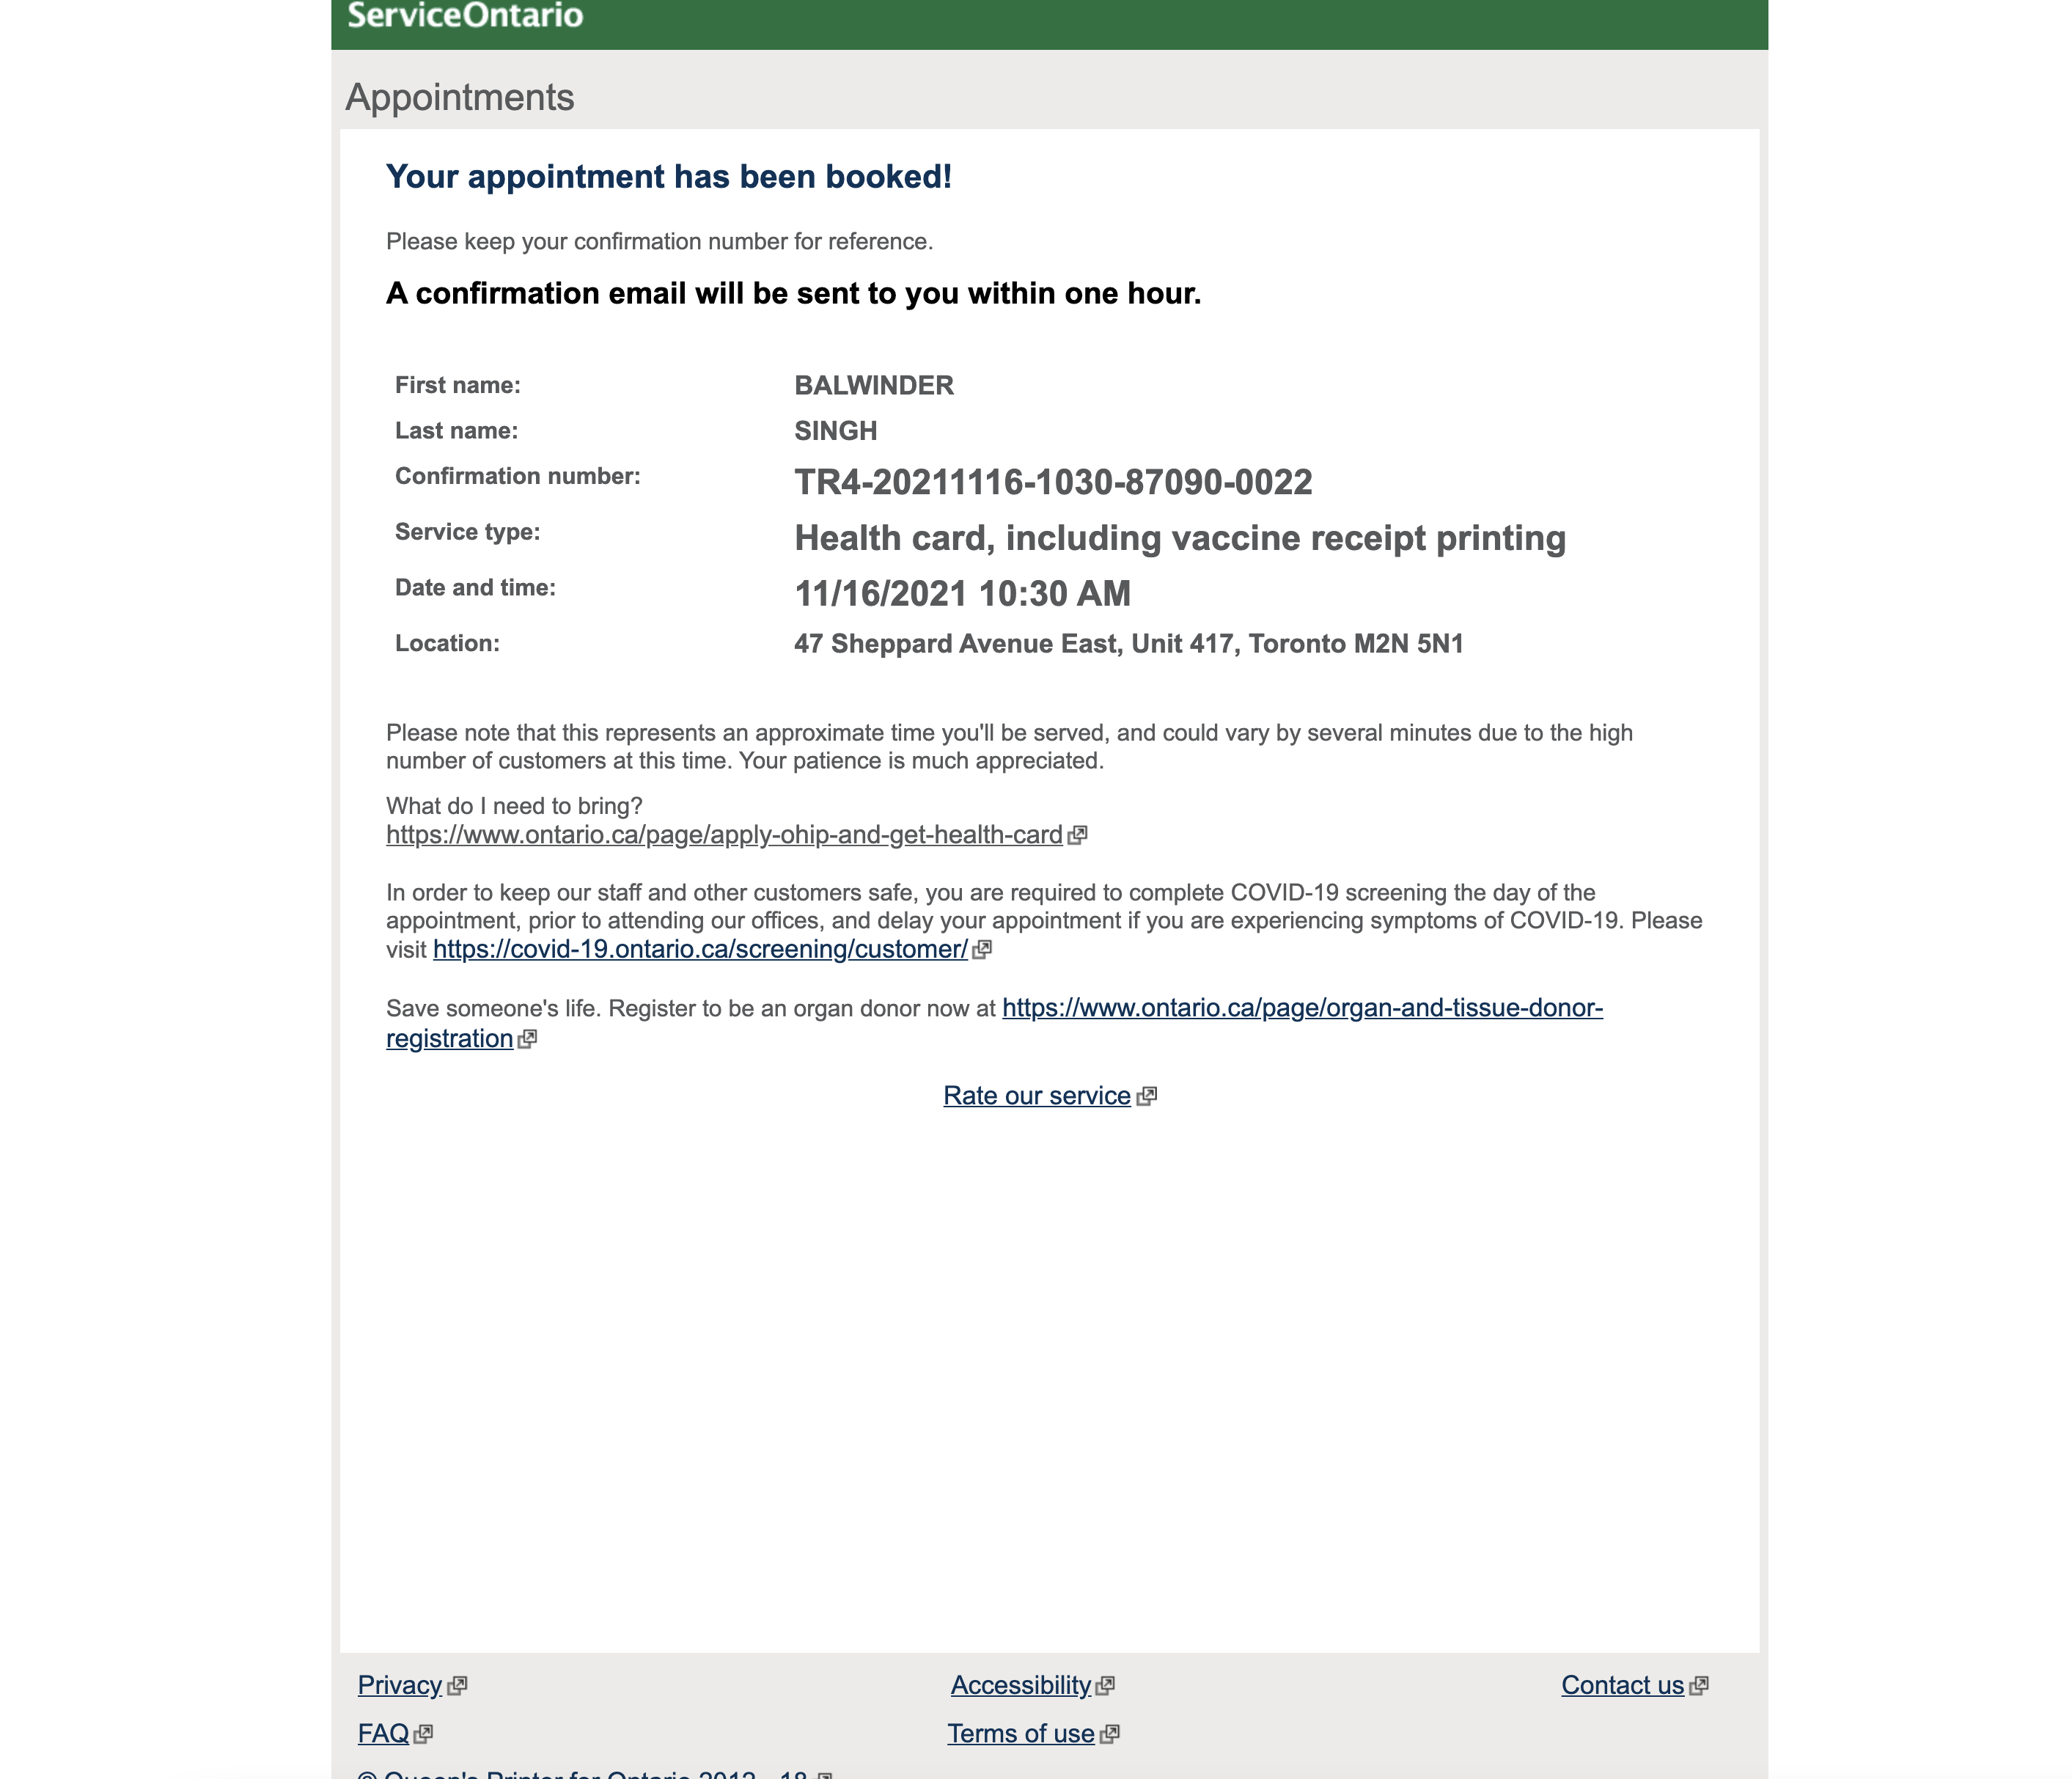 ServiceOntario
Appointments
Your appointment has been booked!
Please keep your confirmation number for reference.
A confirmation email will be sent to you within one hour.
First name: BALWINDER
Last name: SINGH
Confirmation number: TR4-20211116-1030-87090-0022
Service type: Health card, including vaccine receipt printing
Date and time: 11/16/2021 10:30 AM
Location: 47 Sheppard Avenue East, Unit 417, Toronto M2N 5N1
Please note that this represents an approximate time you'll be served, and could vary by several minutes due to the high
number of customers at this time. Your patience is much appreciated.
What do I need to bring?
https://www.ontario.ca/page/apply-ohip-and-get-health-card
In order to keep our staff and other customers safe, you are required to complete COVID-19 screening the day of the
appointment, prior to attending our offices, and delay your appointment if you are experiencing symptoms of COVID-19. Please
visit https://covid-19.ontario.ca/screening/customer/
Save someone's life. Register to be an organ donor now at https://www.ontario.ca/page/organ-and-tissue-donor-
registration
Rate our service
Privacy Accessibility Contact us
FAQ Terms of use
© Queen's Printer for Ontario 2012 - 18